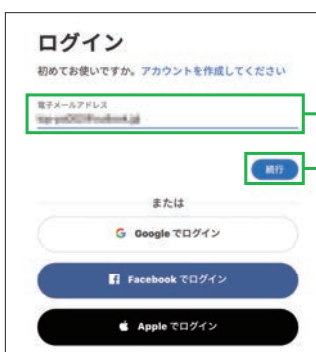 ログイン
初めてお使いですか。アカウントを作成してください
電子メールアドレス
続行
または
Google でログイン
Facebook でログイン
Apple でログイン